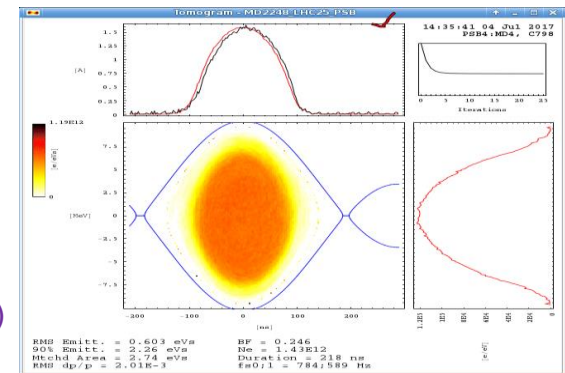 Tomogram - MD2248-LHC25-PSB
14:35:41 04 Jul 2017
PSB4:MD4, C798
1.5
1
0.75
0.5
0.25
0
[A]
0 5 10 15 20 25
Iterations
1.19E12
0
[e/eVs]
7.5
2.5
0
-2.5
-7.5
[MeV]
-200 -100 0 100 200
[ns]
[e/eV]
RMS Emitt. = 0.603 eVs
90% Emitt. = 2.26 eVs
Mtchd Area = 2.74 eVs
RMS dp/p = 2.01E-3
BF = 0.246
Ne = 1.43E12
Duration = 218 ns
fs0;1 = 784;589 Hz